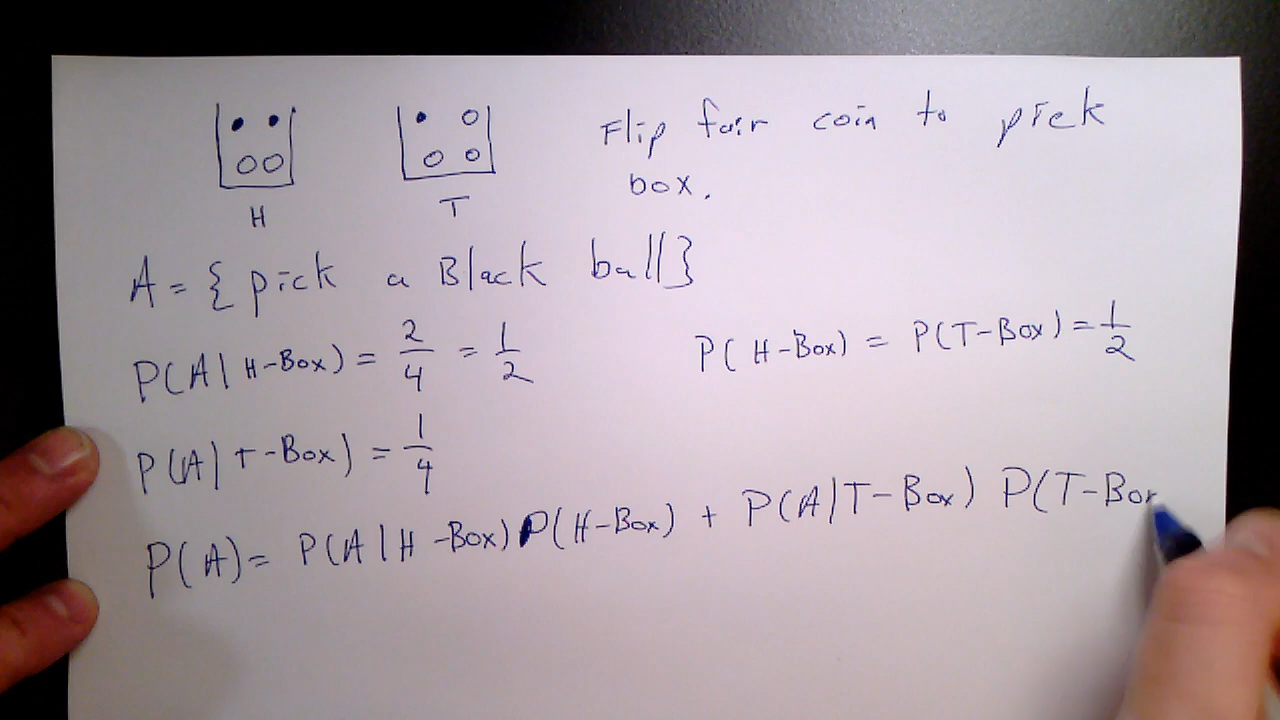 Flip fair coin to pick
box.
H T
A = { pick a Black ball}
P(A| H-Box) = 2/4 = 1/2 P( H-Box) = P(T-Box) = 1/2
P(A| T-Box) = 1/4
P(A) = P(A|H-Box) P(H-Box) + P(A|T-Box) P(T-Box